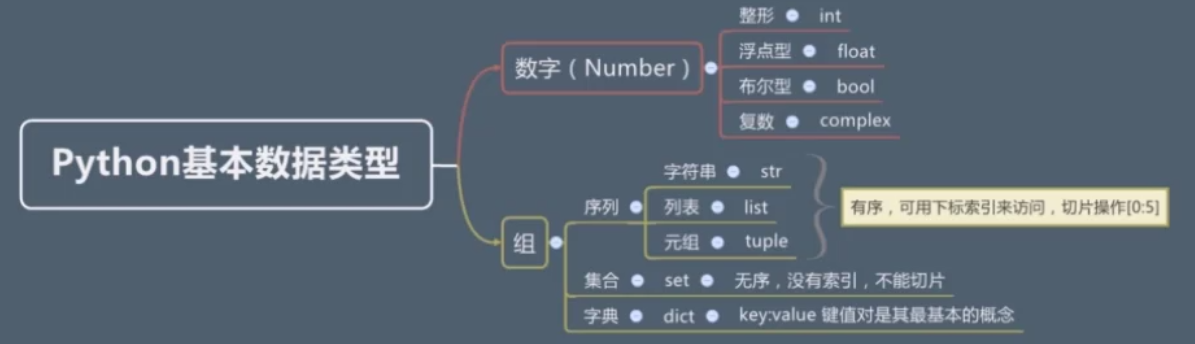 Python基本数据类型
数字（Number）
整形 int
浮点型 float
布尔型 bool
复数 complex
组
序列
字符串 str
列表 list
元组 tuple
有序，可用下标索引来访问，切片操作[0:5]
集合 set 无序，没有索引，不能切片
字典 dict key:value 键值对是其最基本的概念